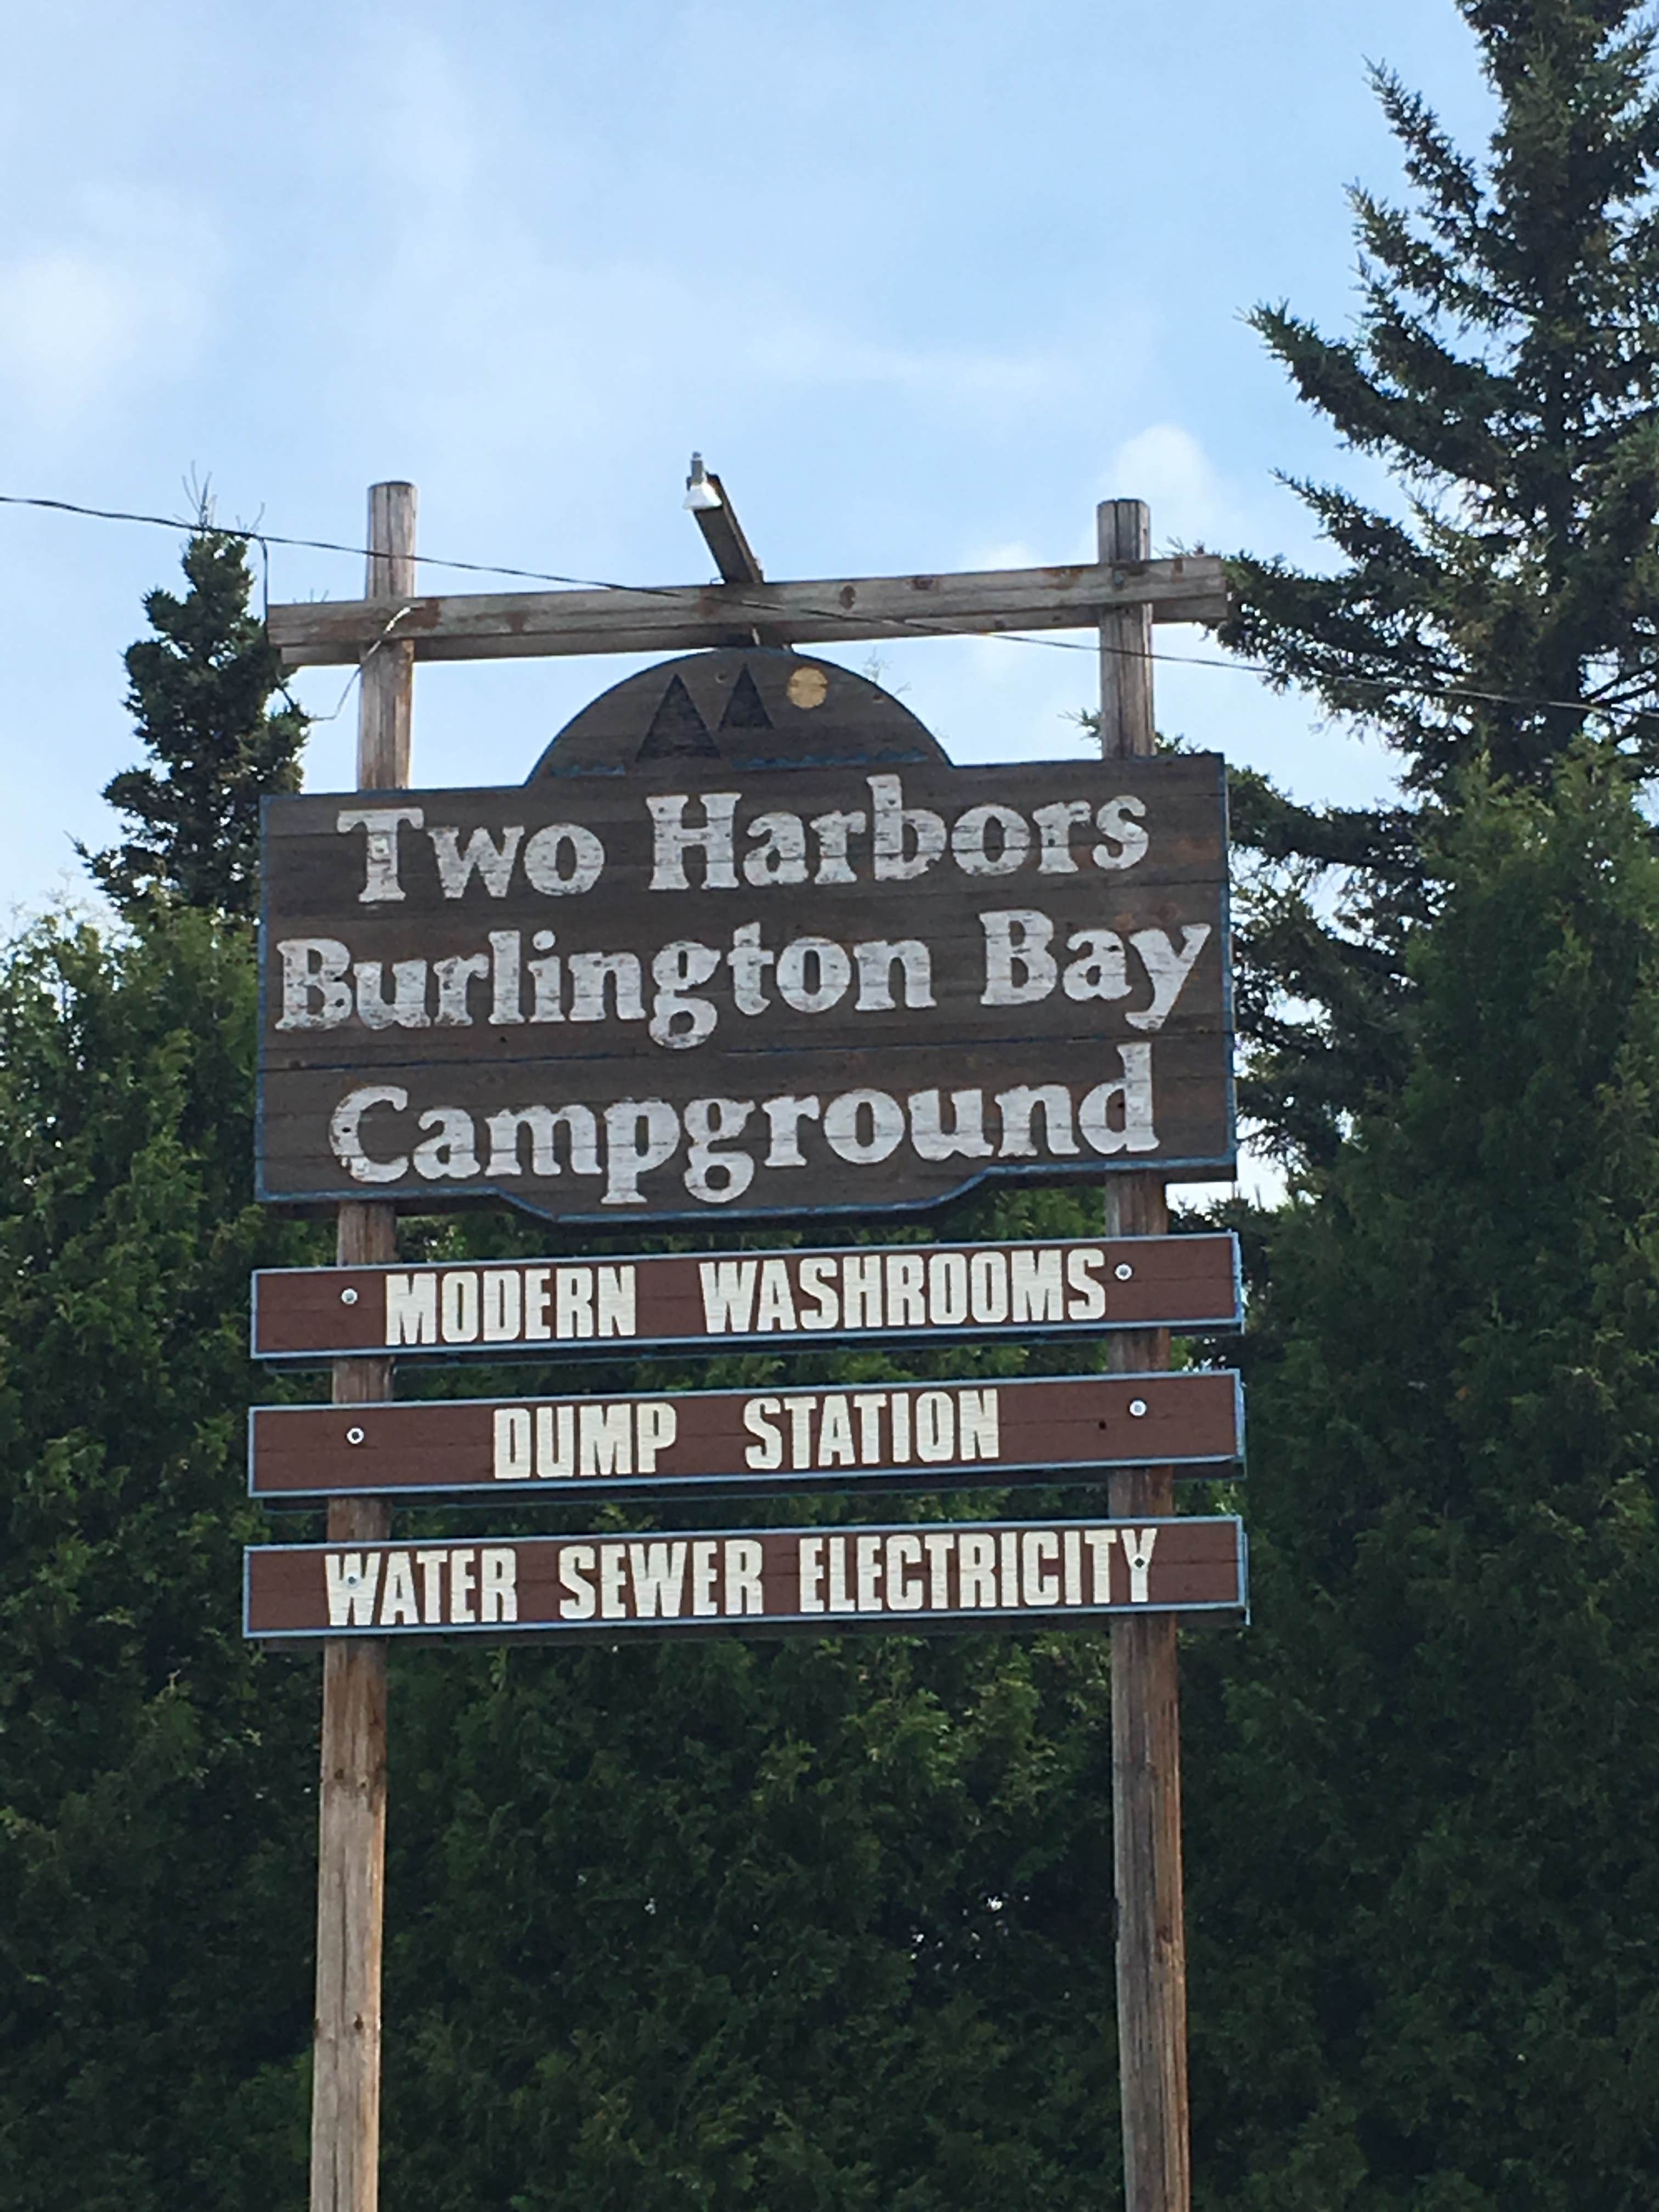 Two Harbors
Burlington Bay
Campground
MODERN WASHROOMS
DUMP STATION
WATER SEWER ELECTRICITY